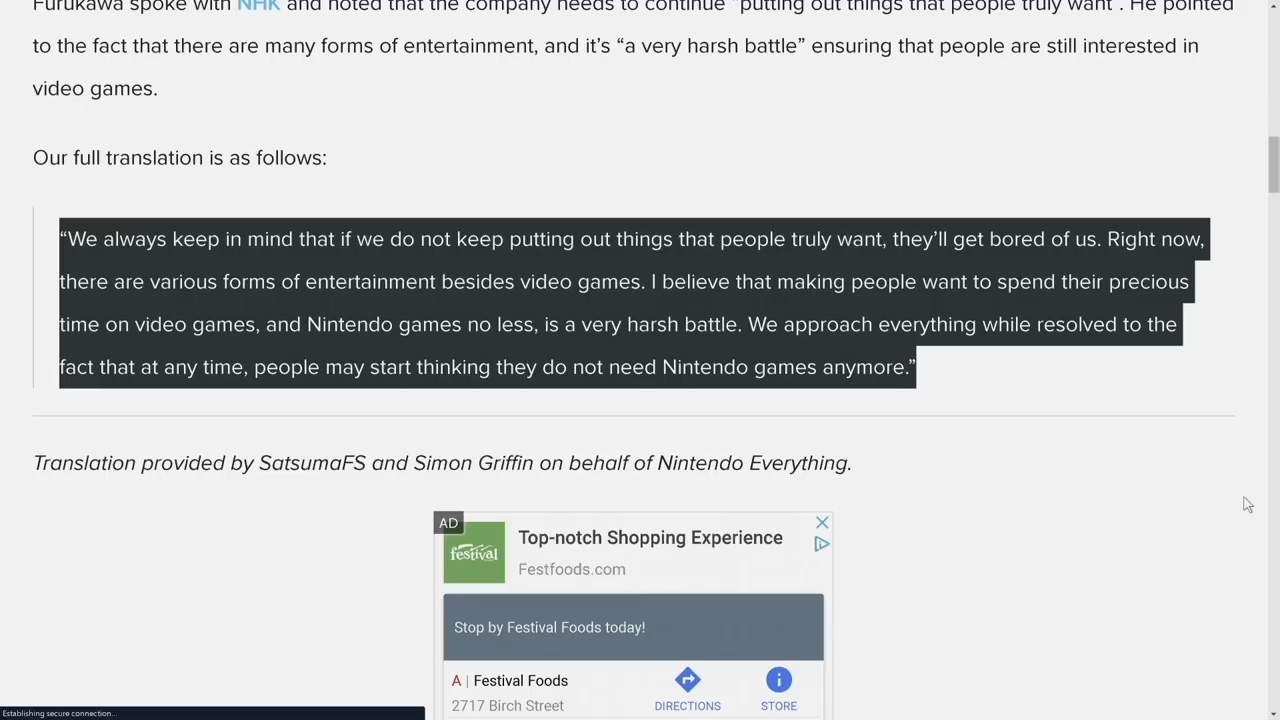 Furukawa spoke with NHK and noted that the company needs to continue “putting out things that people truly want”. He pointed
to the fact that there are many forms of entertainment, and it’s “a very harsh battle” ensuring that people are still interested in
video games.
Our full translation is as follows:
“We always keep in mind that if we do not keep putting out things that people truly want, they’ll get bored of us. Right now,
there are various forms of entertainment besides video games. I believe that making people want to spend their precious
time on video games, and Nintendo games no less, is a very harsh battle. We approach everything while resolved to the
fact that at any time, people may start thinking they do not need Nintendo games anymore.”
Translation provided by SatsumaFS and Simon Griffin on behalf of Nintendo Everything.
AD
festival
Top-notch Shopping Experience
Festfoods.com
Stop by Festival Foods today!
A | Festival Foods
2717 Birch Street
DIRECTIONS
STORE
Establishing secure connection...